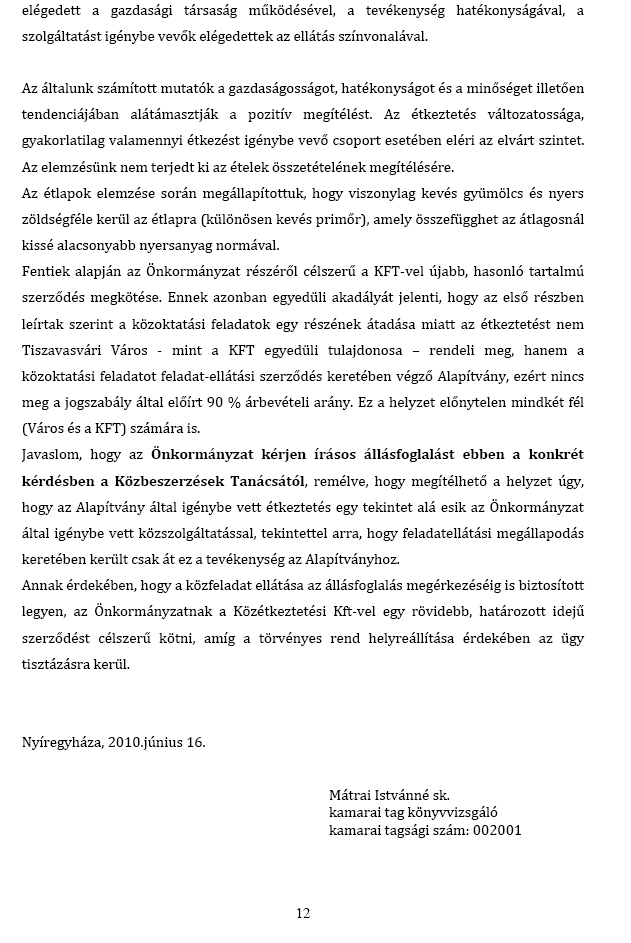 elégedett a gazdasági társaság működésével, a tevékenység hatékonyságával, a
szolgáltatást igénybe vevők elégedettek az ellátás színvonalával.
Az általunk számított mutatók a gazdaságosságot, hatékonyságot és a minőséget illetően
tendenciájában alátámasztják a pozitív megítélést. Az étkeztetés változatossága,
gyakorlatilag valamennyi étkezést igénybe vevő csoport esetében eléri az elvárt szintet.
Az elemzésünk nem terjedt ki az ételek összetételének megítélésére.
Az étlapok elemzése során megállapítottuk, hogy viszonylag kevés gyümölcs és nyers
zöldségféle kerül az étlapra (különösen kevés primőr), amely összefügghet az átlagosnál
kissé alacsonyabb nyersanyag normával.
Fentiek alapján az Önkormányzat részéről célszerű a KFT-vel újabb, hasonló tartalmú
szerződés megkötése. Ennek azonban egyedüli akadályát jelenti, hogy az első részben
leírtak szerint a közoktatási feladatok egy részének átadása miatt az étkeztetést nem
Tiszavasvári Város - mint a KFT egyedüli tulajdonosa – rendeli meg, hanem a
közoktatási feladatot feladat-ellátási szerződés keretében végző Alapítvány, ezért nincs
meg a jogszabály által előírt 90 % árbevételi arány. Ez a helyzet előnytelen mindkét fél
(Város és a KFT) számára is.
Javaslom, hogy az Önkormányzat kérjen írásos állásfoglalást ebben a konkrét
kérdésben a Közbeszerzések Tanácsától, remélve, hogy megítélhető a helyzet úgy,
hogy az Alapítvány által igénybe vett étkeztetés egy tekintet alá esik az Önkormányzat
által igénybe vett közszolgáltatással, tekintettel arra, hogy feladatellátási megállapodás
keretében került csak át ez a tevékenység az Alapítványhoz.
Annak érdekében, hogy a közfeladat ellátása az állásfoglalás megérkezéséig is biztosított
legyen, az Önkormányzatnak a Közétkeztetési Kft-vel egy rövidebb, határozott idejű
szerződést célszerű kötni, amíg a törvényes rend helyreállítása érdekében az ügy
tisztázásra kerül.
Nyíregyháza, 2010.június 16.
Mátrai Istvánné sk.
kamarai tag könyvvizsgáló
kamarai tagsági szám: 002001
12